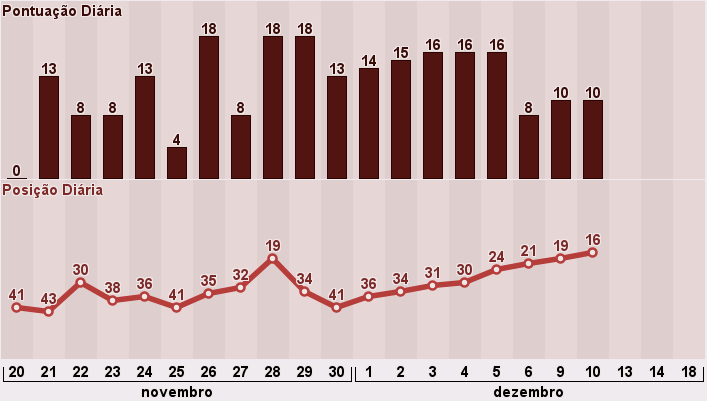 Pontuação Diária
0 13 8 8 13 4 18 8 18 18 13 14 15 16 16 16 8 10 10
Posição Diária
41 43 30 38 36 41 35 32 19 34 41 36 34 31 30 24 21 19 16
20 21 22 23 24 25 26 27 28 29 30 1 2 3 4 5 6 9 10 13 14 18
novembro dezembro